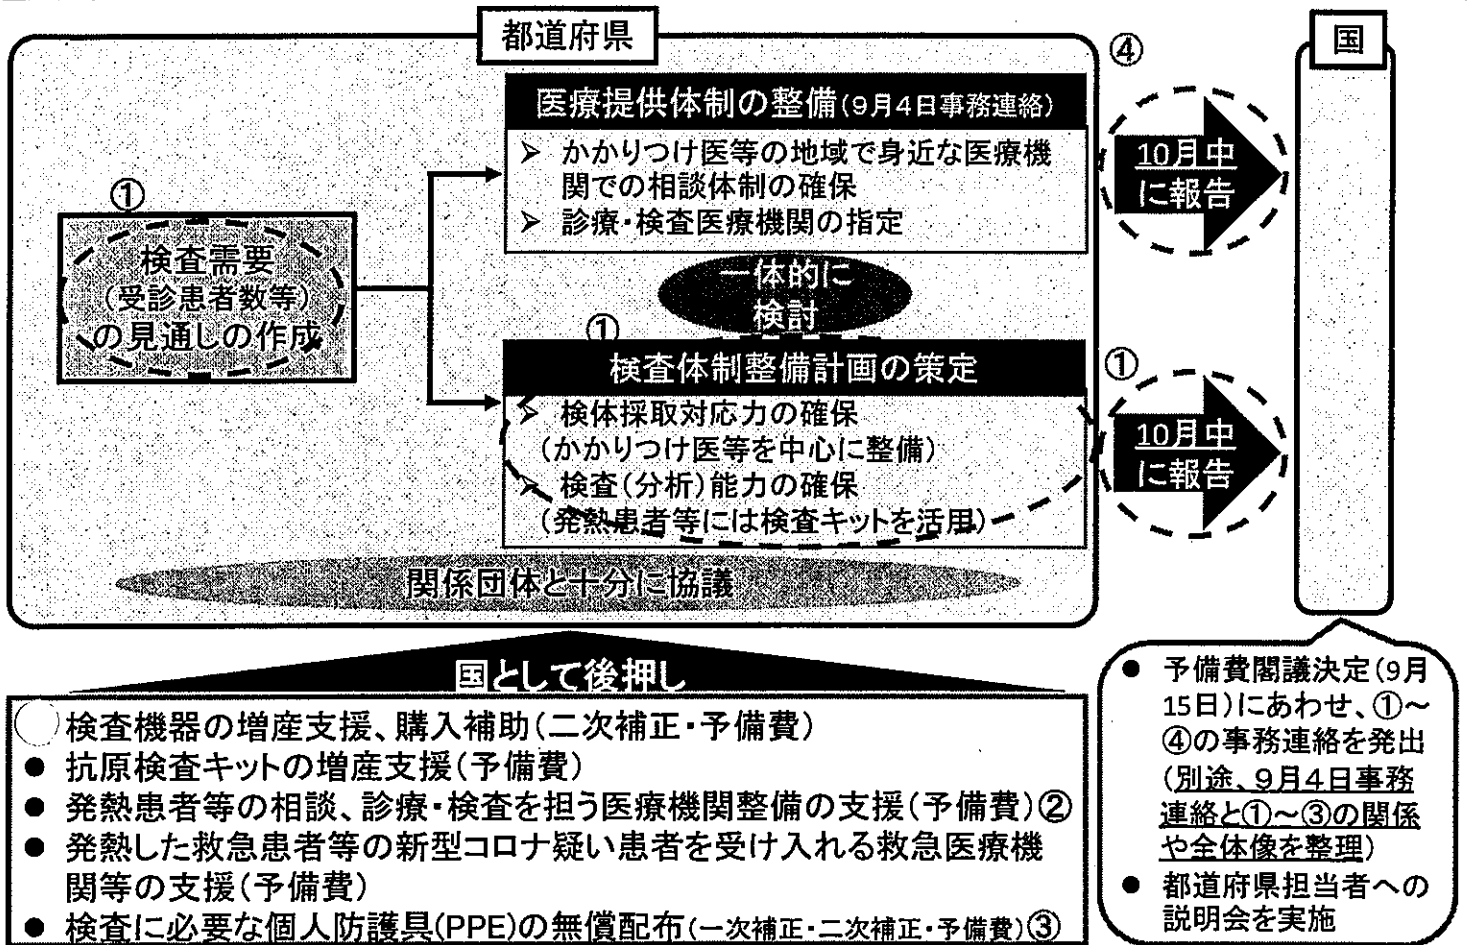 都道府県
国
④
医療提供体制の整備(9月4日事務連絡)
➢ かかりつけ医等の地域で身近な医療機
関での相談体制の確保
➢ 診療・検査医療機関の指定
10月中
に報告
①
検査需要
(受診患者数等)
の見通しの作成
一体的に
検討
①
検査体制整備計画の策定
➢ 検体採取対応力の確保
(かかりつけ医等を中心に整備)
➢ 検査(分析)能力の確保
(発熱患者等には検査キットを活用)
①
10月中
に報告
関係団体と十分に協議
国として後押し
検査機器の増産支援、購入補助(二次補正・予備費)
● 抗原検査キットの増産支援(予備費)
● 発熱患者等の相談、診療・検査を担う医療機関整備の支援(予備費)②
● 発熱した救急患者等の新型コロナ疑い患者を受け入れる救急医療機
関等の支援(予備費)
● 検査に必要な個人防護具(PPE)の無償配布(一次補正・二次補正・予備費)③
● 予備費閣議決定(9月
15日)にあわせ、①～
④の事務連絡を発出
(別途、9月4日事務
連絡と①～③の関係
や全体像を整理)
● 都道府県担当者への
説明会を実施